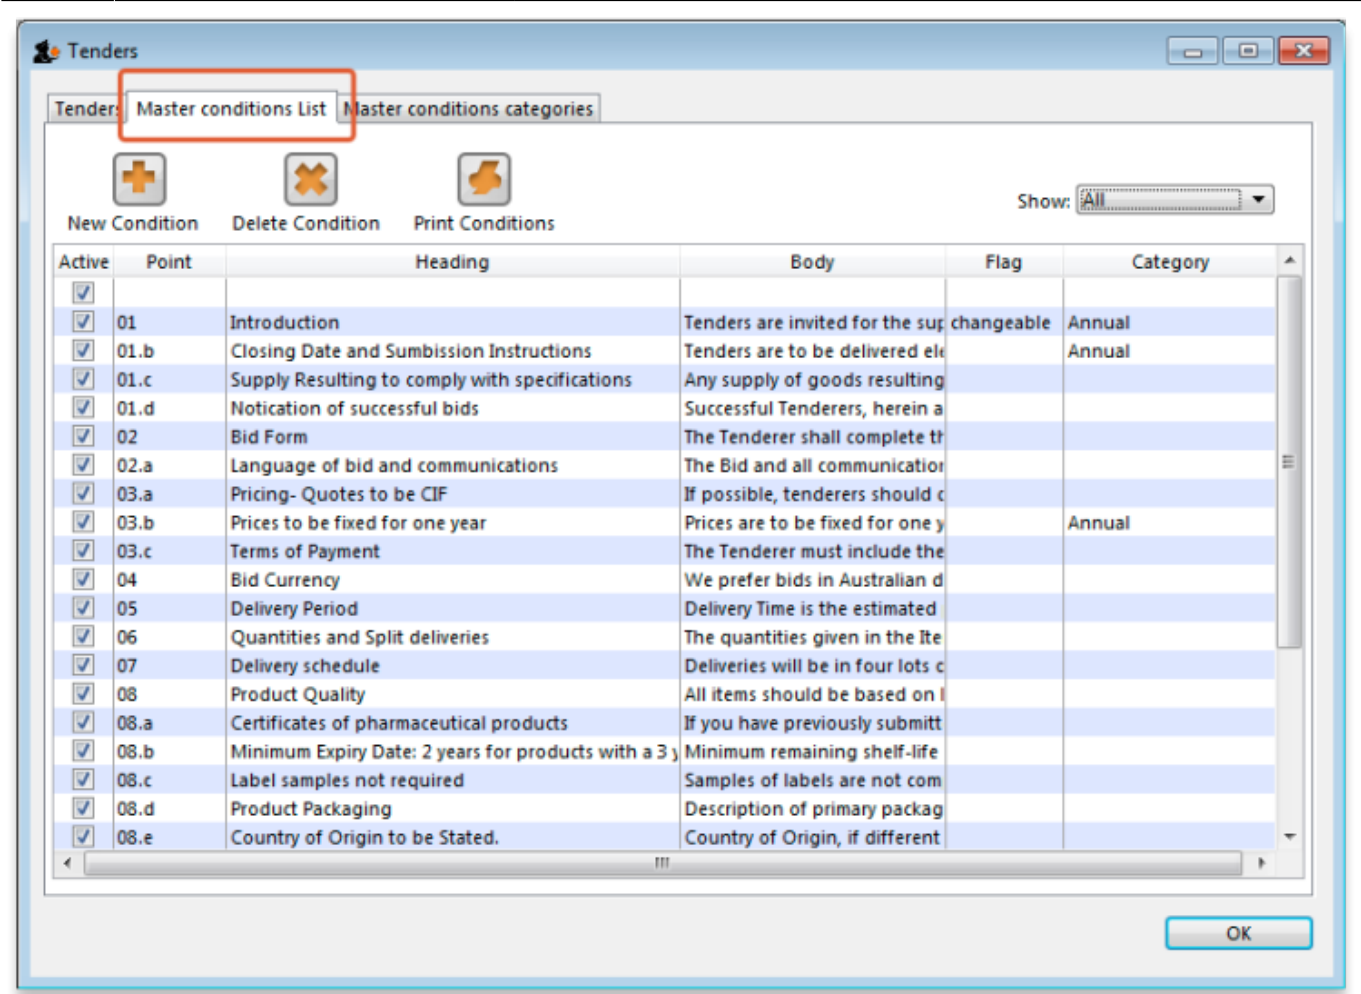 Tenders
Tenders Master conditions List Master conditions categories
New Condition Delete Condition Print Conditions Show: All
Active Point Heading Body Flag Category
01 Introduction Tenders are invited for the changeable Annual
01.b Closing Date and Sumbission Instructions Tenders are to be delivered Annual
01.c Supply Resulting to comply with specifications Any supply of goods resulting
01.d Notication of successful bids Successful Tenderers, herein a
02 Bid Form The Tenderer shall complete
02.a Language of bid and communications The Bid and all
03.a Pricing- Quotes to be CIF If possible, tenderers should
03.b Prices to be fixed for one year Prices are to be fixed for one Annual
03.c Terms of Payment The Tenderer must include the
04 Bid Currency We prefer bids in Australian d
05 Delivery Period Delivery Time is the estimated
06 Quantities and Split deliveries The quantities given in the Ite
07 Delivery schedule Deliveries will be in four lots
08 Product Quality All items should be based on
08.a Certificates of pharmaceutical products If you have previously submitt
08.b Minimum Expiry Date: 2 years for products with a 3 Minimum remaining shelf-life
08.c Label samples not required Samples of labels are not com
08.d Product Packaging Description of primary packag
08.e Country of Origin to be Stated. Country of Origin, if different
OK